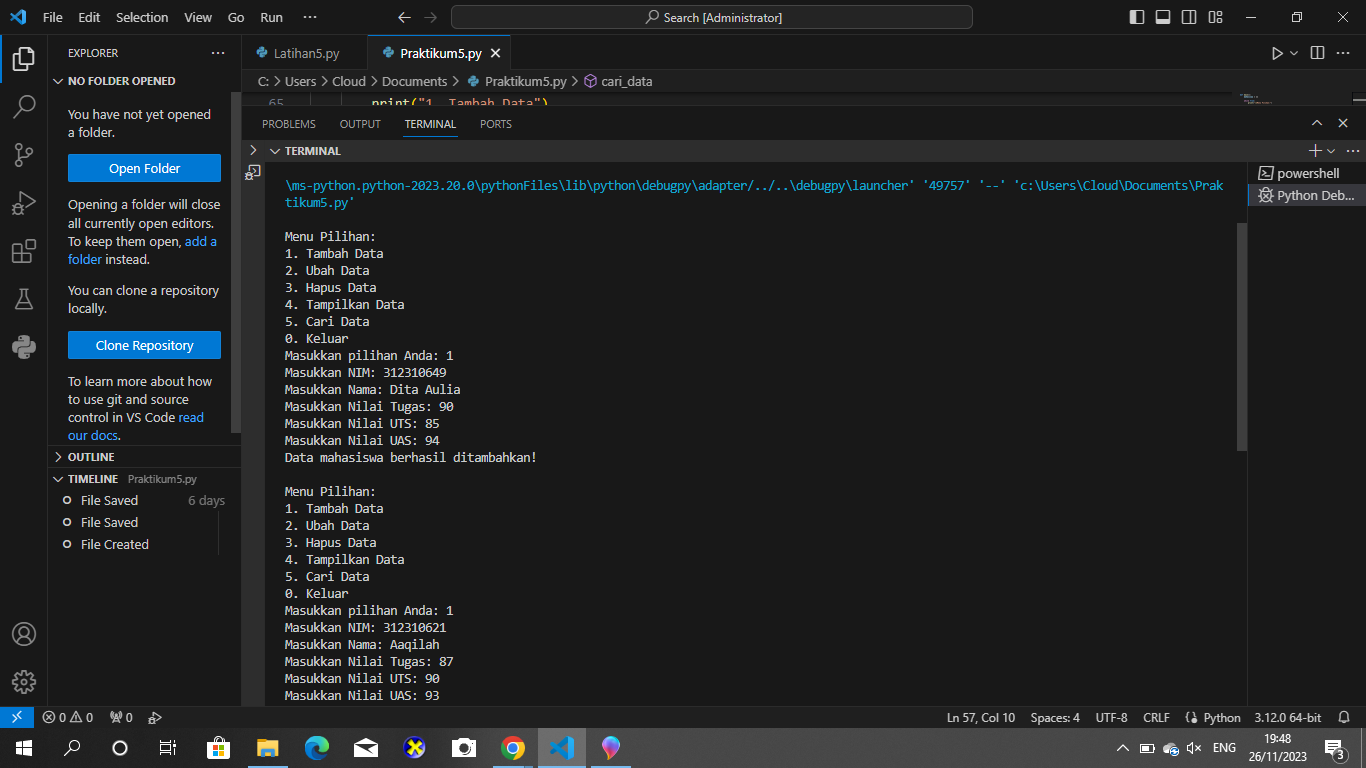 File Edit Selection View Go Run ···
Search [Administrator]
EXPLORER
NO FOLDER OPENED
You have not yet opened
a folder.
Open Folder
Opening a folder will close
all currently open editors.
To keep them open, add a
folder instead.
You can clone a repository
locally.
Clone Repository
To learn more about how
to use git and source
control in VS Code read
our docs.
OUTLINE
TIMELINE Praktikum5.py
File Saved 6 days
File Saved
File Created
Latihan5.py Praktikum5.py
C: > Users > Cloud > Documents > Praktikum5.py > cari_data
65 print("1. Tambah Data")
PROBLEMS OUTPUT TERMINAL PORTS
TERMINAL
\ms-python.python-2023.20.0\pythonFiles\lib\python\debugpy\adapter/../..\debugpy\launcher' '49757' '--' 'c:\Users\Cloud\Documents\Prak
tikum5.py'
Menu Pilihan:
1. Tambah Data
2. Ubah Data
3. Hapus Data
4. Tampilkan Data
5. Cari Data
0. Keluar
Masukkan pilihan Anda: 1
Masukkan NIM: 312310649
Masukkan Nama: Dita Aulia
Masukkan Nilai Tugas: 90
Masukkan Nilai UTS: 85
Masukkan Nilai UAS: 94
Data mahasiswa berhasil ditambahkan!
Menu Pilihan:
1. Tambah Data
2. Ubah Data
3. Hapus Data
4. Tampilkan Data
5. Cari Data
0. Keluar
Masukkan pilihan Anda: 1
Masukkan NIM: 312310621
Masukkan Nama: Aaqilah
Masukkan Nilai Tugas: 87
Masukkan Nilai UTS: 90
Masukkan Nilai UAS: 93
powershell
Python Deb...
0 0 0
Ln 57, Col 10 Spaces: 4 UTF-8 CRLF Python 3.12.0 64-bit
ENG
19:48
26/11/2023
3